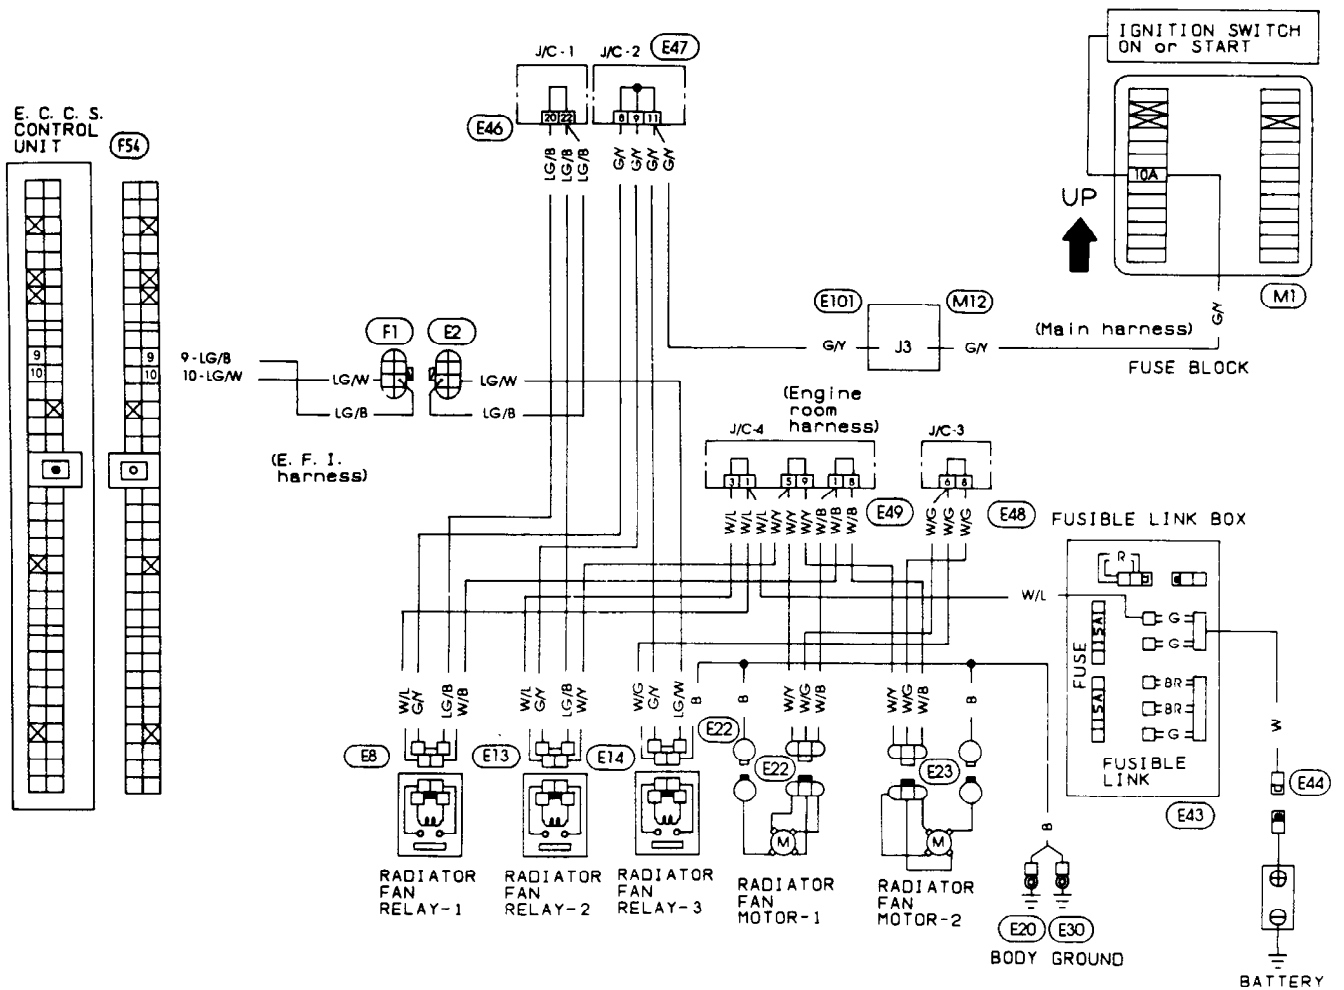 IGNITION SWITCH
ON or START
J/C-1
J/C-2
E47
20 22
8 9 11
E46
LG/B
LG/B
LG/B
G/Y
G/Y
G/Y
G/Y
10A
UP
M1
G/Y
FUSE BLOCK
E. C. C. S.
CONTROL
UNIT
F54
9
10
9
10
9-LG/B
10-LG/W
F1
E2
LG/W
LG/W
LG/B
LG/B
(E. F. I.
harness)
E101
M12
G/Y
J3
G/Y
(Main harness)
(Engine
room
harness)
J/C-4
J/C-3
3 1
5 9
1 8
6 8
E49
E48
W/L
W/L
W/L
W/Y
W/Y
W/B
W/B
W/G
W/G
W/G
FUSIBLE LINK BOX
R
W/L
FUSE
15A
15A
G
G
BR
BR
G
FUSIBLE
LINK
E43
W
E44
W/L
G/Y
LG/B
W/B
W/L
G/Y
LG/B
W/Y
W/G
G/Y
LG/W
B
B
W/Y
W/G
W/B
W/Y
W/G
W/B
B
E8
E13
E14
E22
E22
E23
M
M
B
RADIATOR
FAN
RELAY-1
RADIATOR
FAN
RELAY-2
RADIATOR
FAN
RELAY-3
RADIATOR
FAN
MOTOR-1
RADIATOR
FAN
MOTOR-2
E20
E30
BODY GROUND
BATTERY